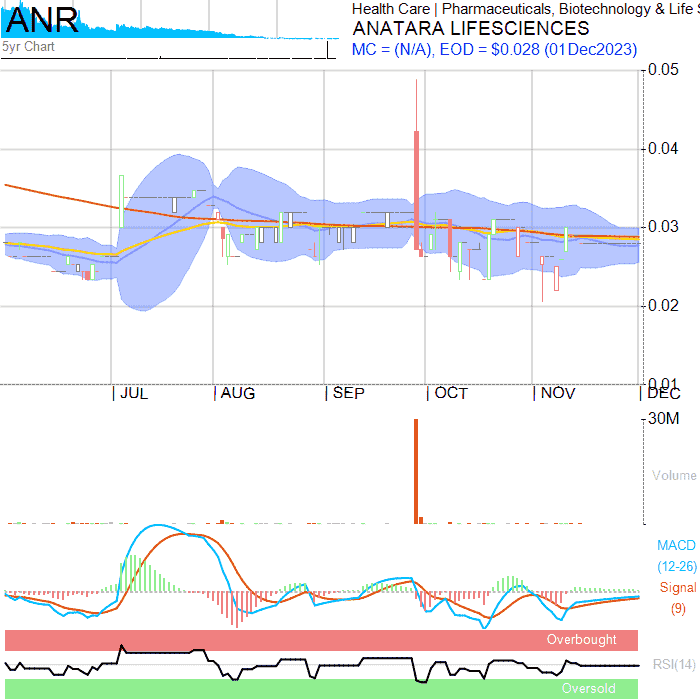 ANR
Health Care | Pharmaceuticals, Biotechnology & Life
ANATARA LIFESCIENCES
5yr Chart
MC = (N/A), EOD = $0.028 (01Dec2023)
0.05
0.04
0.03
0.02
0.01
JUL AUG SEP OCT NOV DEC
30M
Volume
MACD
(12-26)
Signal
(9)
Overbought
RSI(14)
Oversold